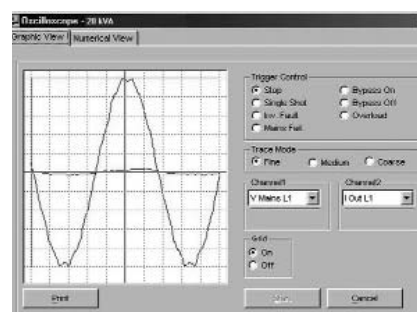 Oscilloscope - 20 kVA
Graphic View
Numerical View
Trigger Control
Stop
Bypass On
Single Shot
Bypass Off
Inv. Fault
Overload
Mains Fail
Trace Mode
Fine
Medium
Coarse
Channel1
Channel2
V Mains L1
I Out L1
Grid
On
Off
Print
Cancel